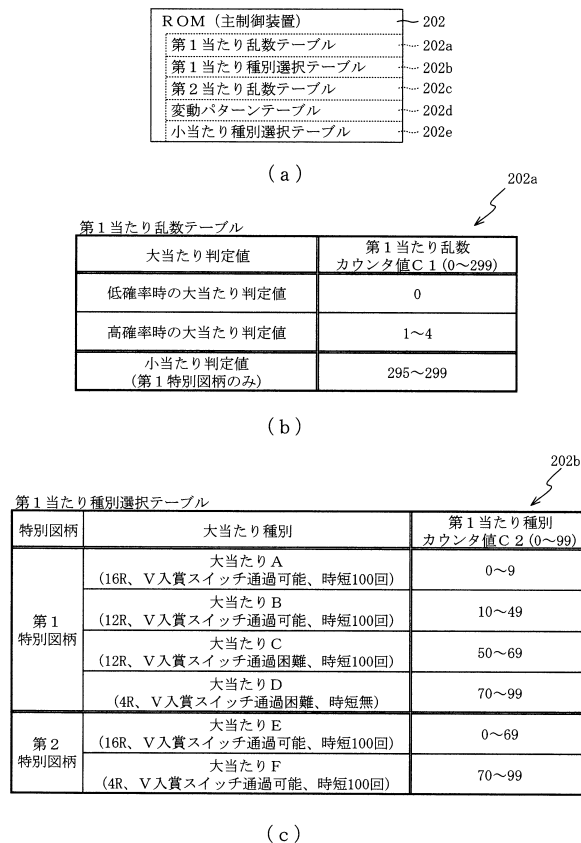 ROM（主制御装置）
202
第1当たり乱数テーブル
202a
第1当たり種別選択テーブル
202b
第2当たり乱数テーブル
202c
変動パターンテーブル
202d
小当たり種別選択テーブル
202e
(a)
202a
第1当たり乱数テーブル
大当たり判定値
第1当たり乱数
カウンタ値C1(0～299)
低確率時の大当たり判定値
0
高確率時の大当たり判定値
1～4
小当たり判定値
(第1特別図柄のみ)
295～299
(b)
202b
第1当たり種別選択テーブル
特別図柄
大当たり種別
第1当たり種別
カウンタ値C2(0～99)
第1
特別図柄
大当たりA
(16R、V入賞スイッチ通過可能、時短100回)
0～9
大当たりB
(12R、V入賞スイッチ通過可能、時短100回)
10～49
大当たりC
(12R、V入賞スイッチ通過困難、時短100回)
50～69
大当たりD
(4R、V入賞スイッチ通過困難、時短無)
70～99
第2
特別図柄
大当たりE
(16R、V入賞スイッチ通過可能、時短100回)
0～69
大当たりF
(4R、V入賞スイッチ通過可能、時短100回)
70～99
(c)